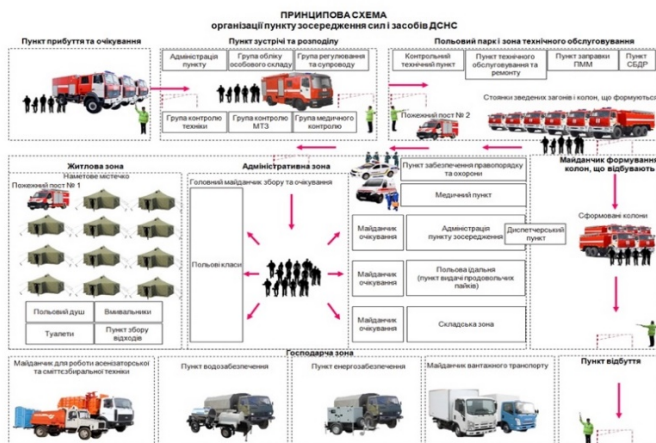 ПРИНЦИПОВА СХЕМА
організації пункту зосередження сил і засобів ДСНС
Пункт прибуття та очікування
Пункт зустрічі та розподілу
Адміністрація
пункту
Група обліку
особового складу
Група регулювання
та супроводу
Група контролю
техніки
Група контролю
МТЗ
Група медичного
контролю
Польовий парк і зона технічного обслуговування
Контрольний
технічний пункт
Пункт технічного
обслуговування та
ремонту
Пункт заправки
ПММ
Пункт
СБДР
Стоянки зведених загонів і колон, що формуються
Пожежний пост № 2
Житлова зона
Наметове містечко
Пожежний пост № 1
Польовий душ
Вмивальники
Туалети
Пункт збору
відходів
Адміністративна зона
Головний майданчик збору та очікування
Польові класи
Пункт забезпечення правопорядку
та охорони
Медичний пункт
Майданчик
очікування
Адміністрація
пункту зосередження
Диспетчерський
пункт
Майданчик
очікування
Польова їдальня
(пункт видачі продовольчих
пайків)
Майданчик
очікування
Складська зона
Майданчик формування
колон, що відбувають
Сформовані колони
Господарча зона
Майданчик для роботи асенізаторської
та сміттєзбиральної техніки
Пункт водозабезпечення
Пункт енергозабезпечення
Майданчик вантажного транспорту
Пункт відбуття